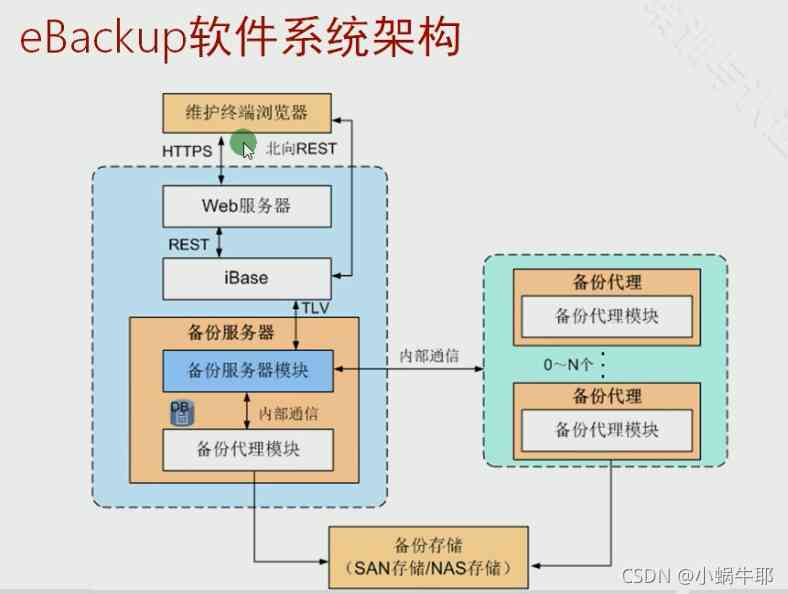 eBackup软件系统架构
维护终端浏览器
HTTPS
北向REST
Web服务器
REST
iBase
TLV
备份服务器
备份服务器模块
DB
内部通信
备份代理模块
内部通信
备份代理
备份代理模块
0～N个
备份代理
备份代理模块
备份存储
（SAN存储/NAS存储）
CSDN @小蜗牛耶